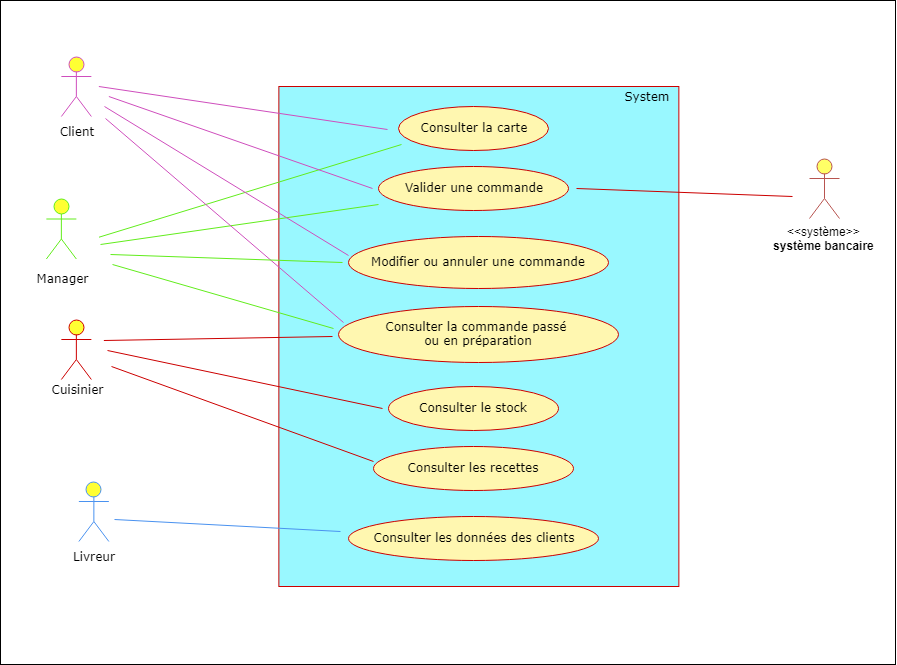 System
Client
Consulter la carte
Valider une commande
<<système>>
système bancaire
Manager
Modifier ou annuler une commande
Consulter la commande passé
ou en préparation
Cuisinier
Consulter le stock
Consulter les recettes
Livreur
Consulter les données des clients